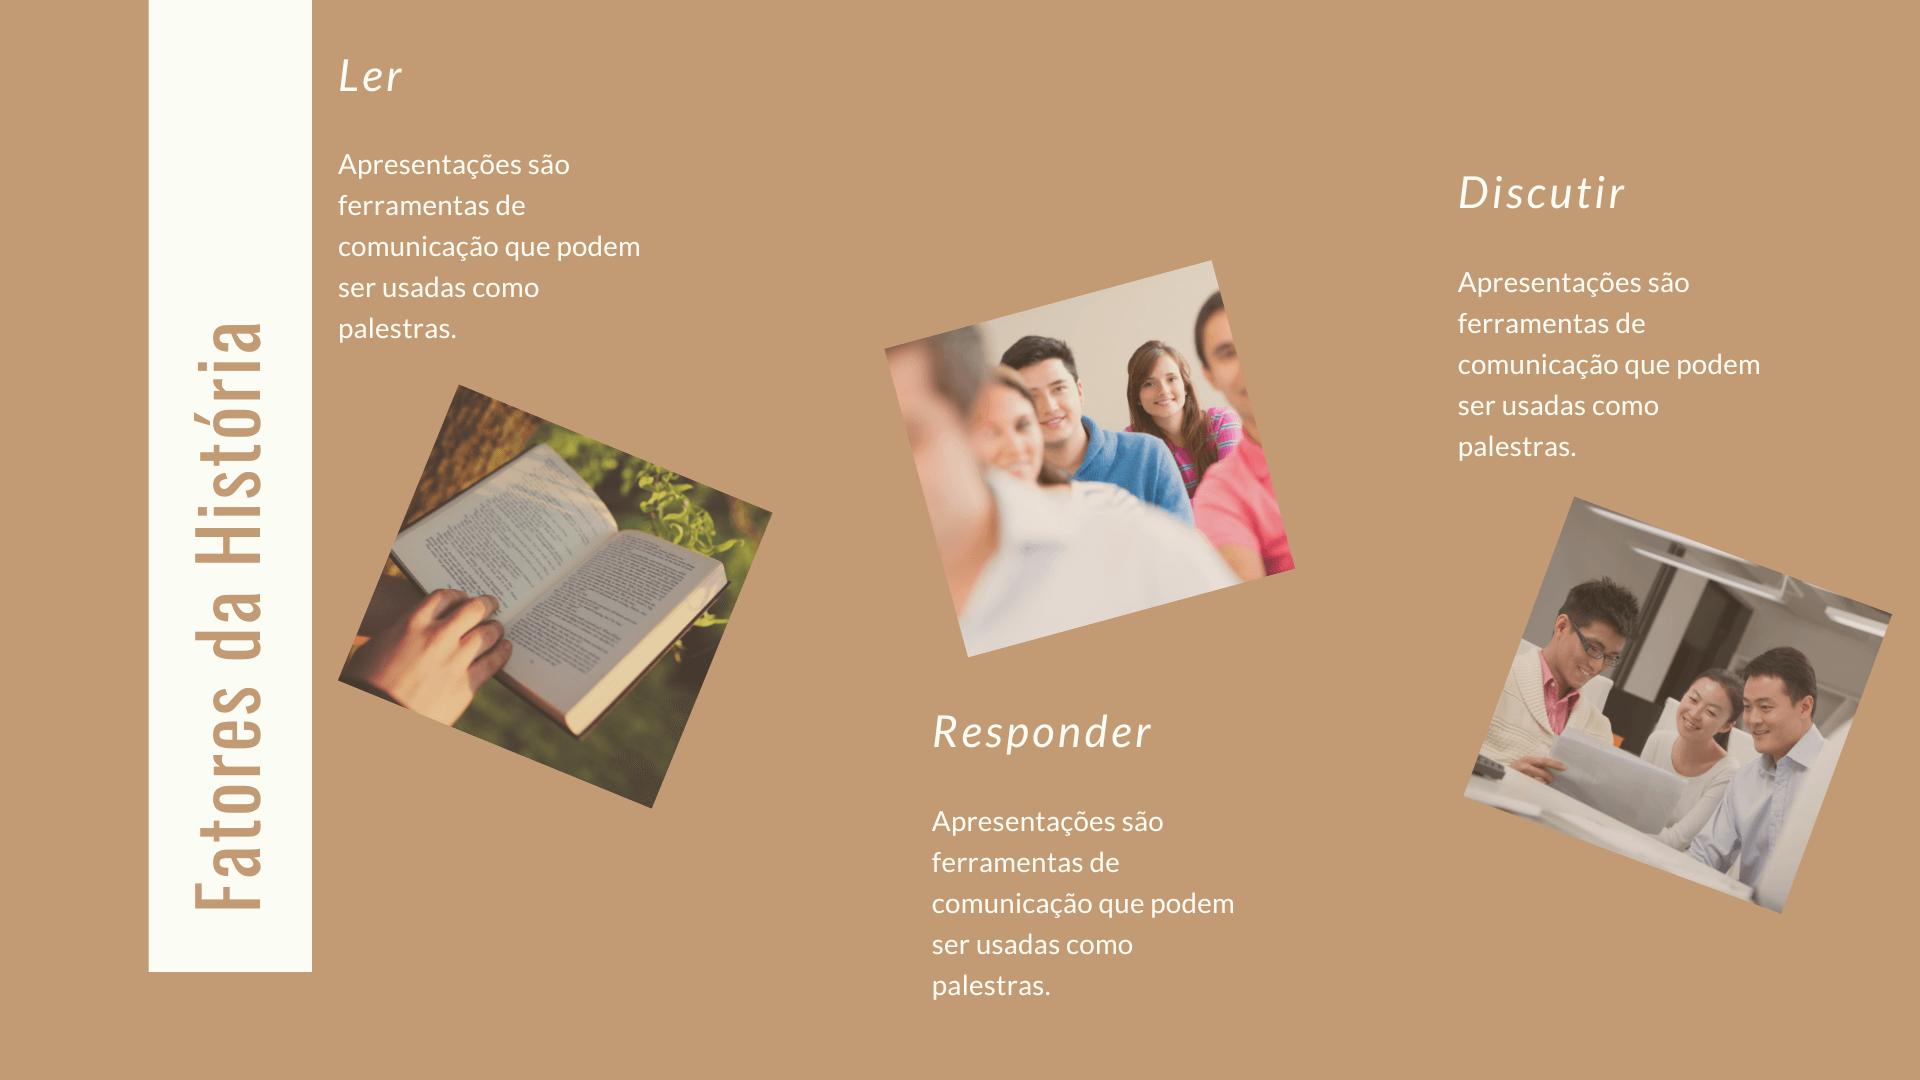 Fatores da História
Ler
Apresentações são
ferramentas de
comunicação que podem
ser usadas como
palestras.
Responder
Apresentações são
ferramentas de
comunicação que podem
ser usadas como
palestras.
Discutir
Apresentações são
ferramentas de
comunicação que podem
ser usadas como
palestras.